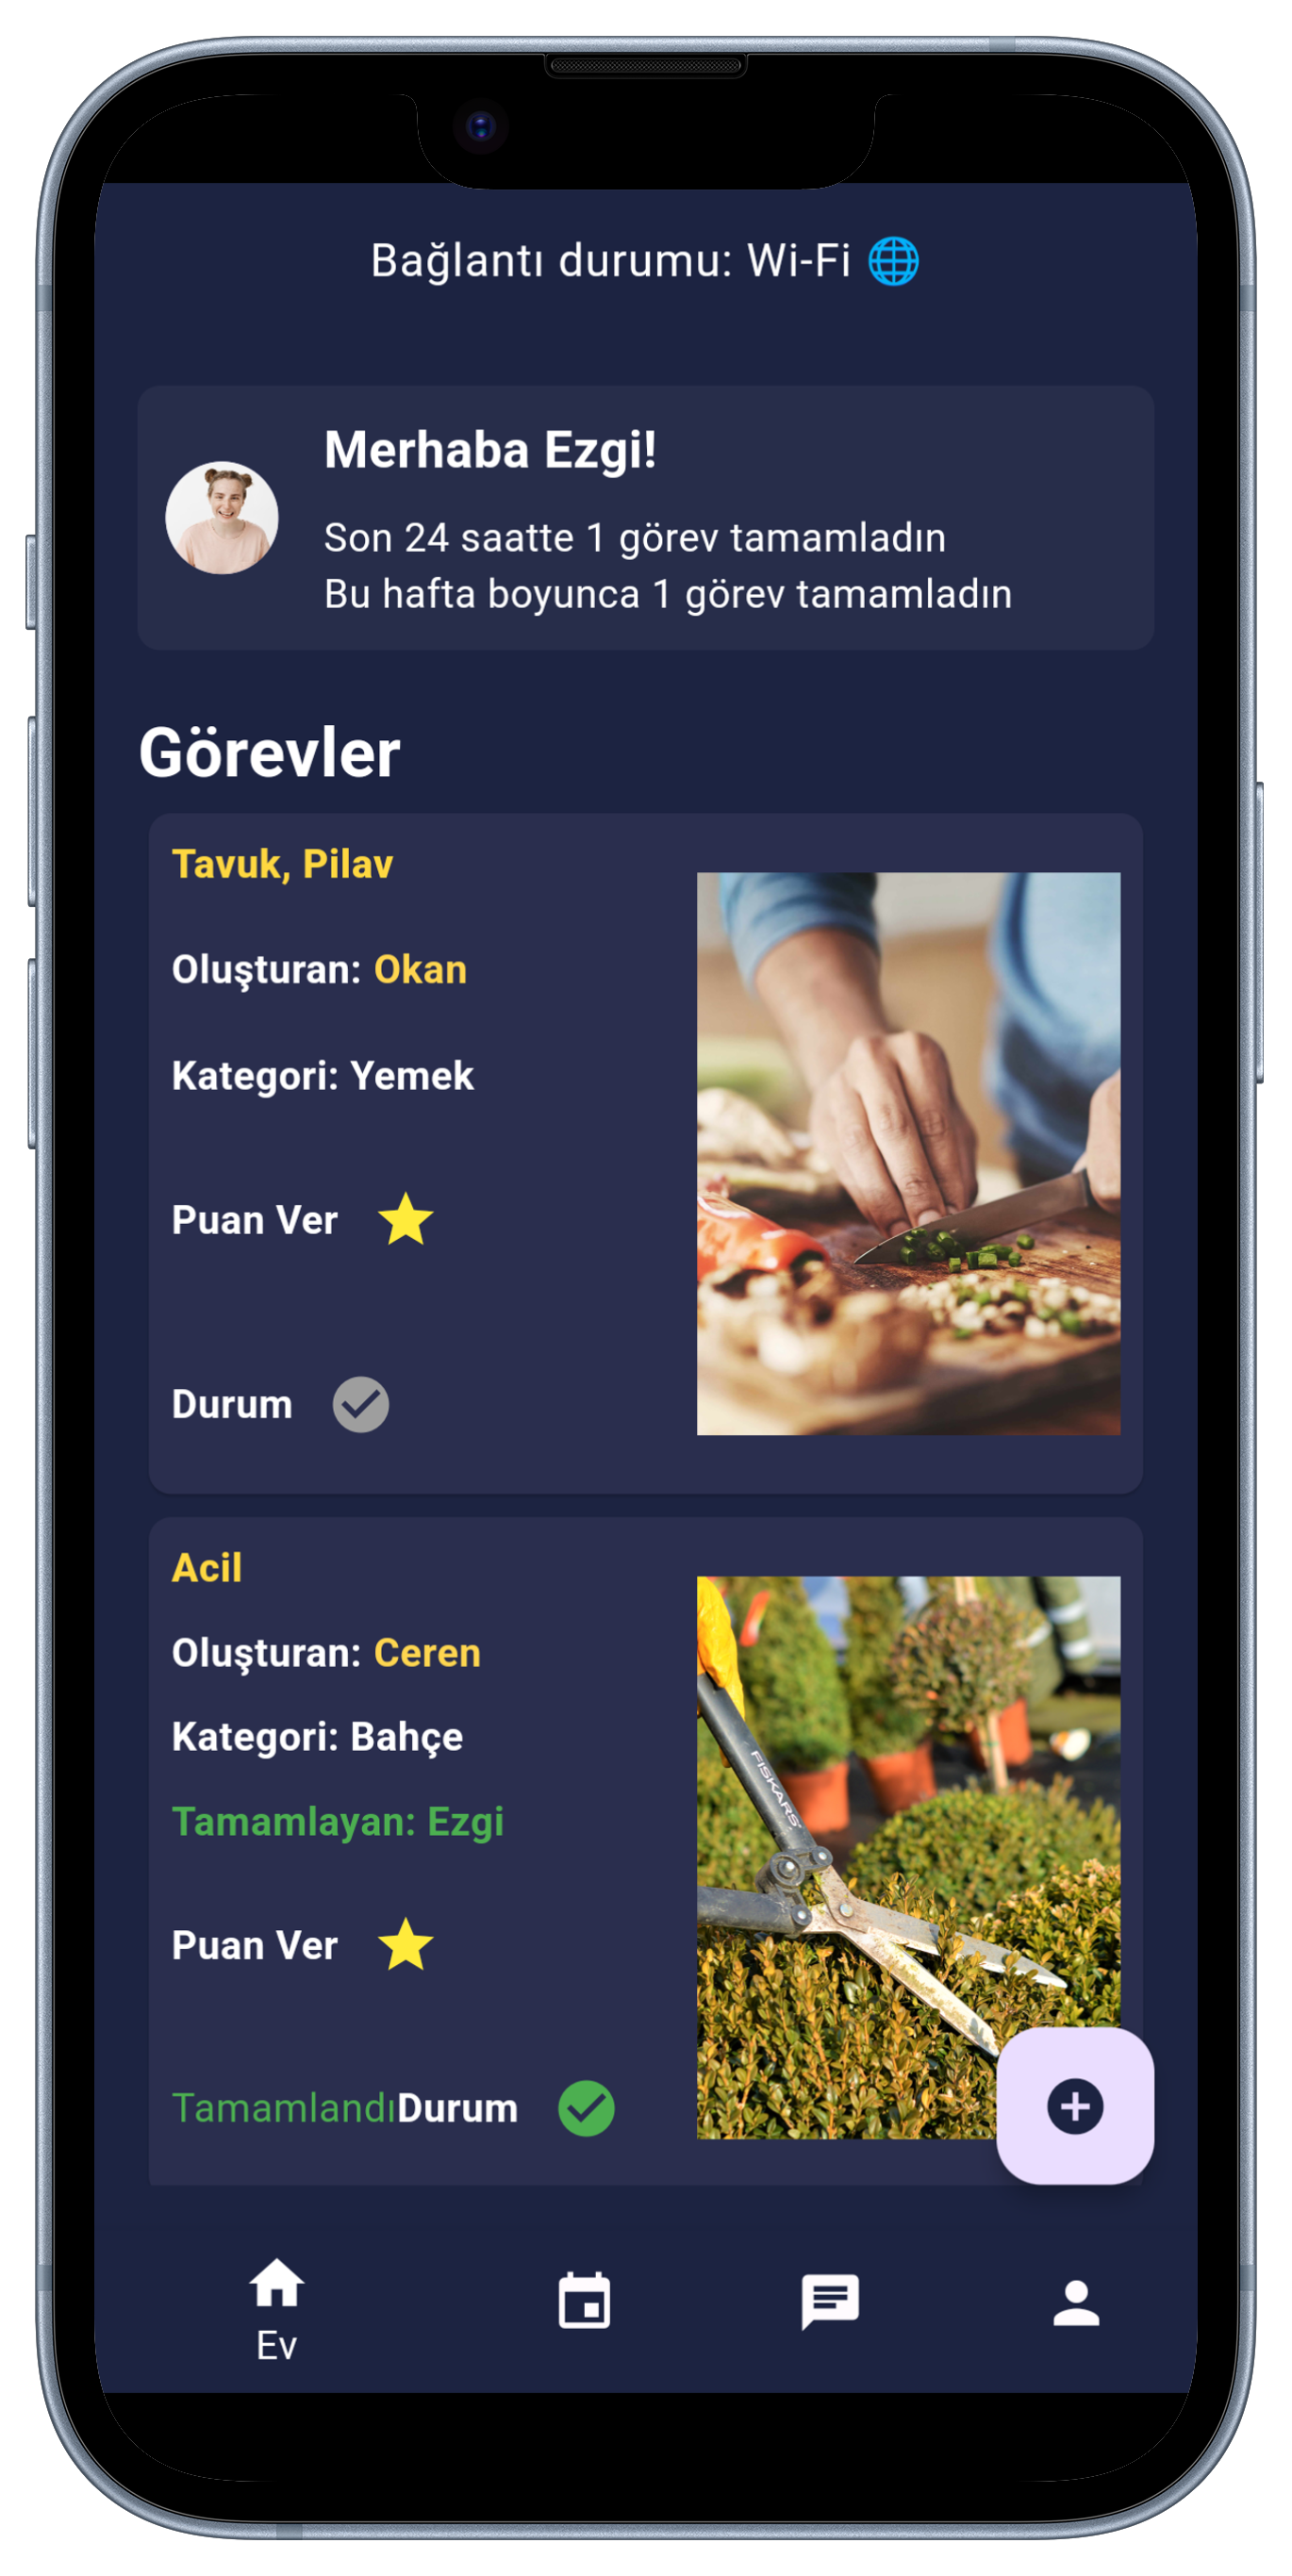 Bağlantı durumu: Wi-Fi 🌐
Merhaba Ezgi!
Son 24 saatte 1 görev tamamladın
Bu hafta boyunca 1 görev tamamladın
Görevler
Tavuk, Pilav
Oluşturan: Okan
Kategori: Yemek
Puan Ver
Durum
Acil
Oluşturan: Ceren
Kategori: Bahçe
Tamamlayan: Ezgi
Puan Ver
TamamlandıDurum
FISKARS
Ev